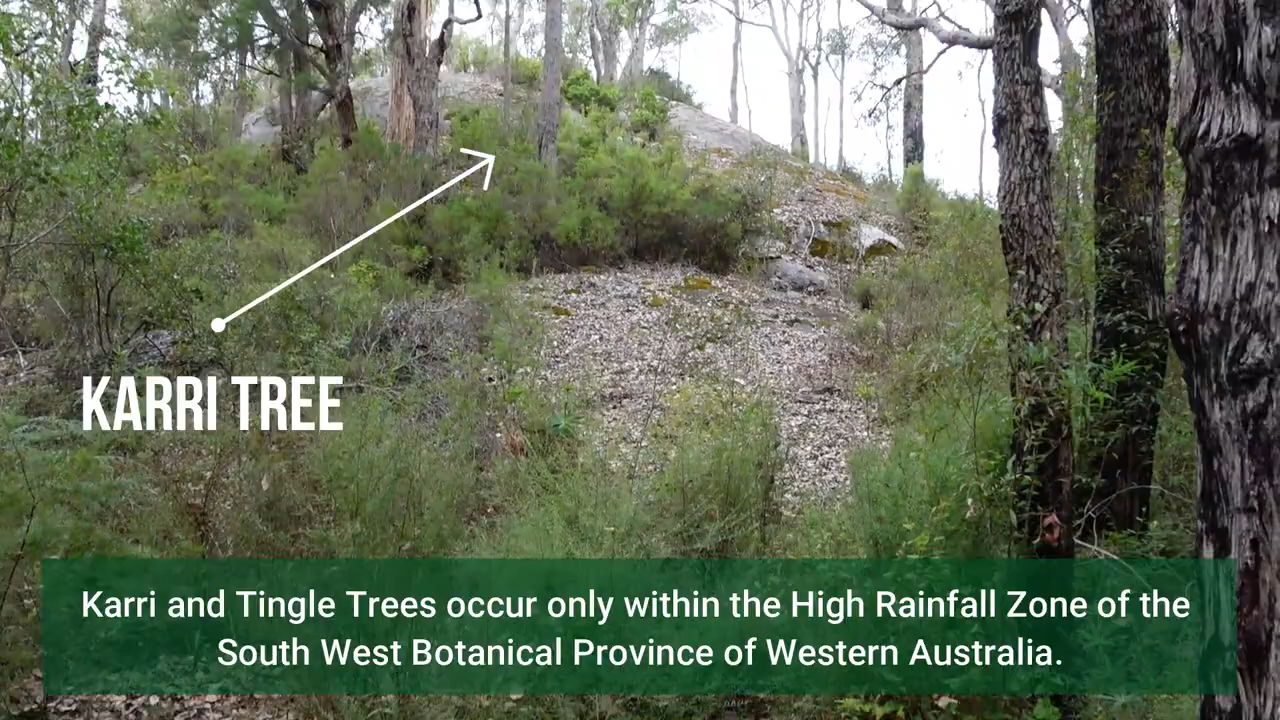 KARRI TREE
Karri and Tingle Trees occur only within the High Rainfall Zone of the
South West Botanical Province of Western Australia.